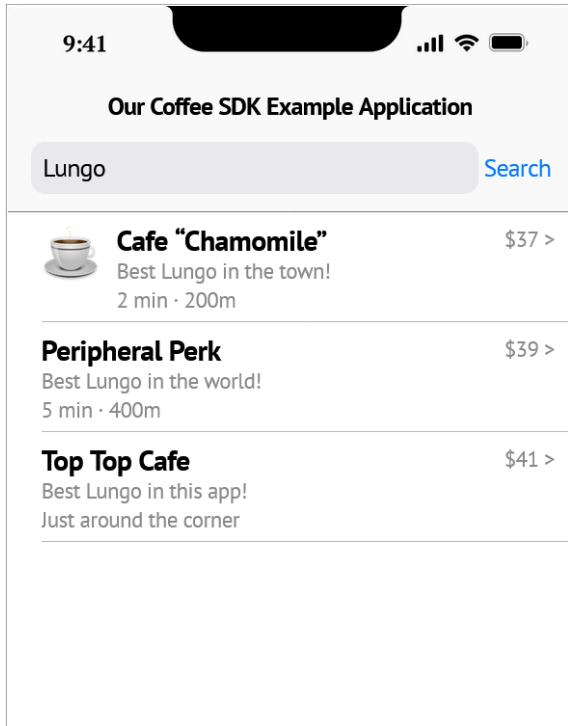 9:41
Our Coffee SDK Example Application
Lungo
Search
Cafe “Chamomile”
$37 >
Best Lungo in the town!
2 min · 200m
Peripheral Perk
$39 >
Best Lungo in the world!
5 min · 400m
Top Top Cafe
$41 >
Best Lungo in this app!
Just around the corner